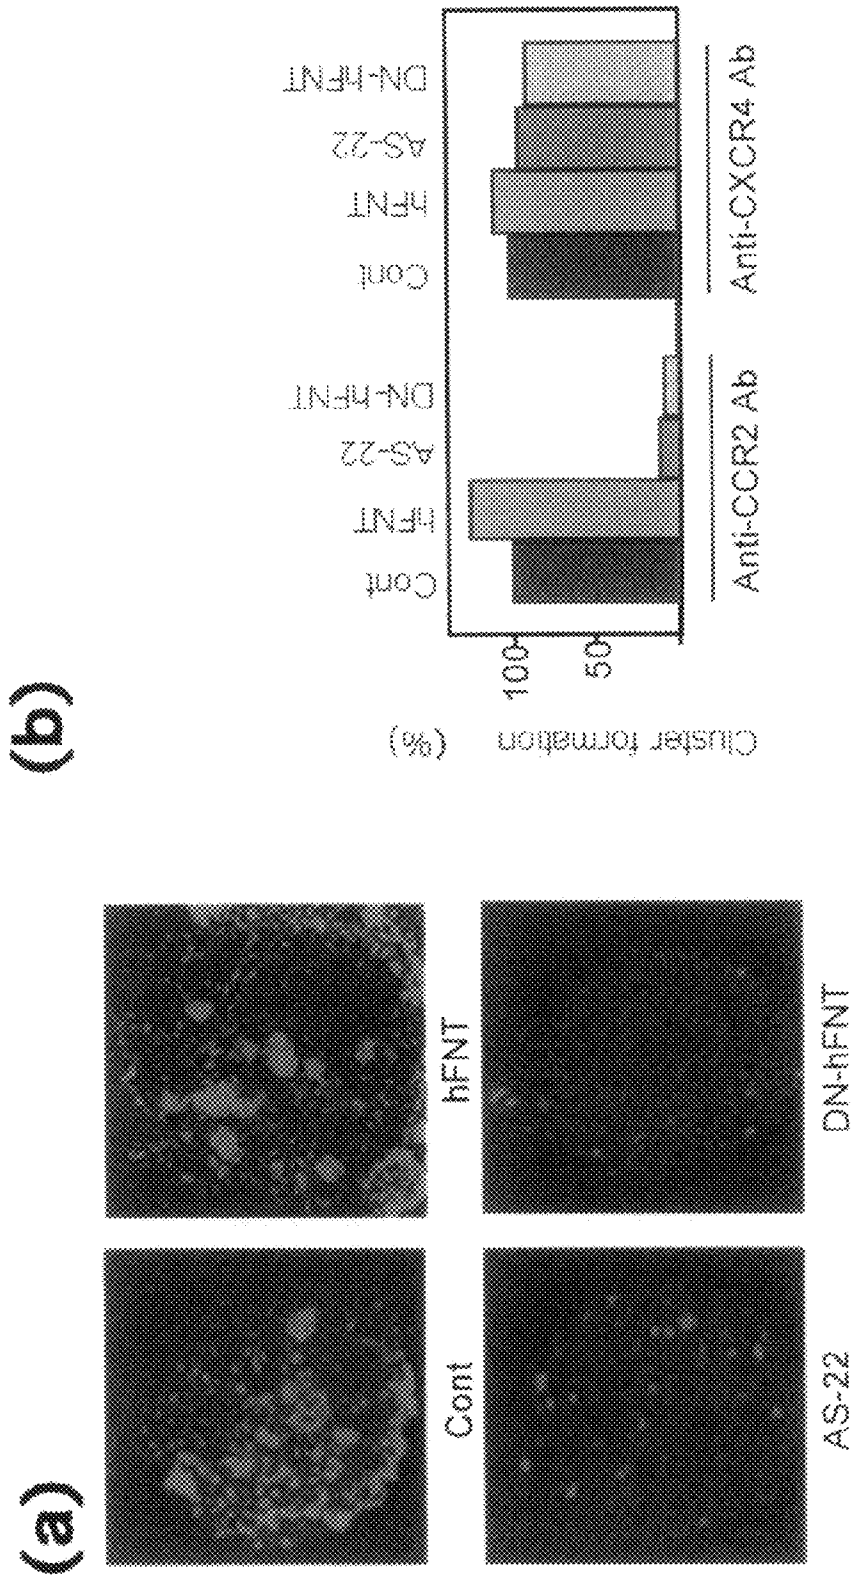 (a)
Cont
hFNT
AS-22
DN-hFNT
(b)
Cluster formation (%)
100
50
Cont
hFNT
AS-22
DN-hFNT
Cont
hFNT
AS-22
DN-hFNT
Anti-CCR2 Ab
Anti-CXCR4 Ab